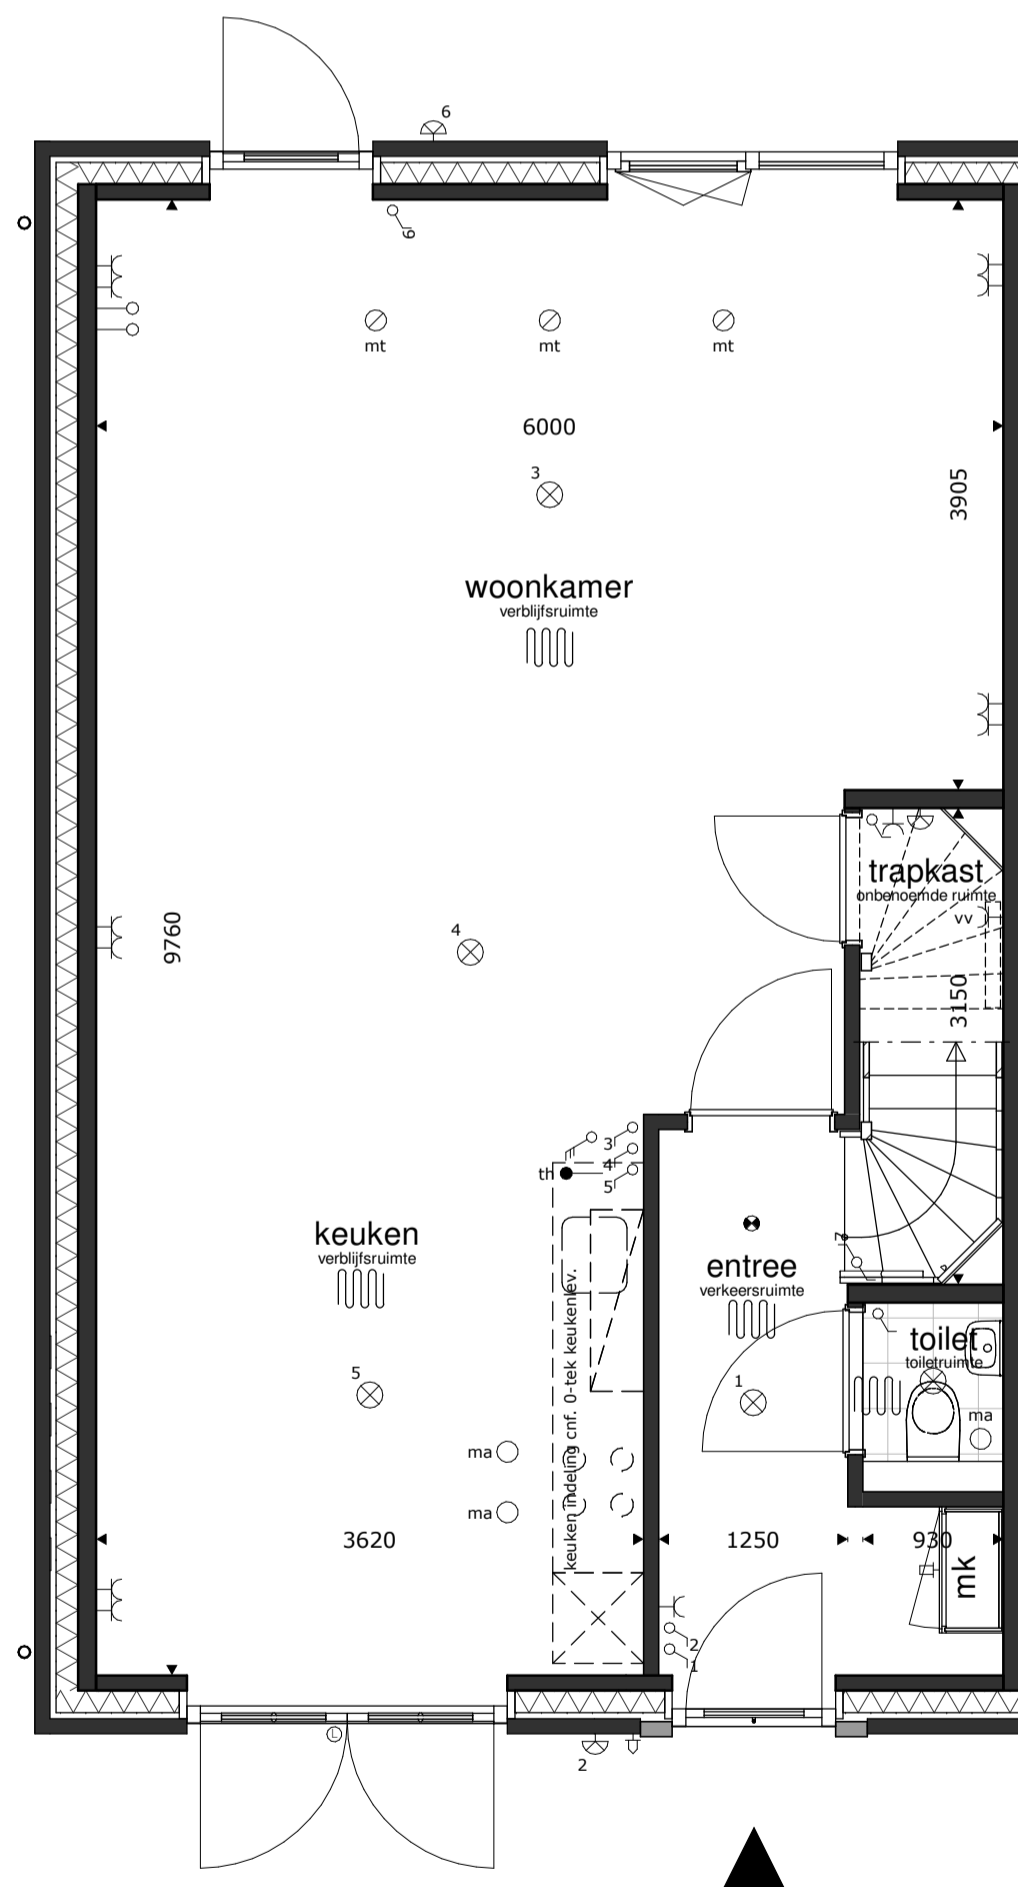 6
6
mt mt mt
6000
3905
3
woonkamer
verblijfsruimte
trapkast
onbenoemde ruimte
vv
9760
4
3150
3
4
5
th
keuken
verblijfsruimte
7
entree
verkeersruimte
toilet
toiletruimte
keuken indeling cnf. 0-tek keukenlev.
5
1
ma
ma
ma
3620
1250
930
mk
2
1
L
2